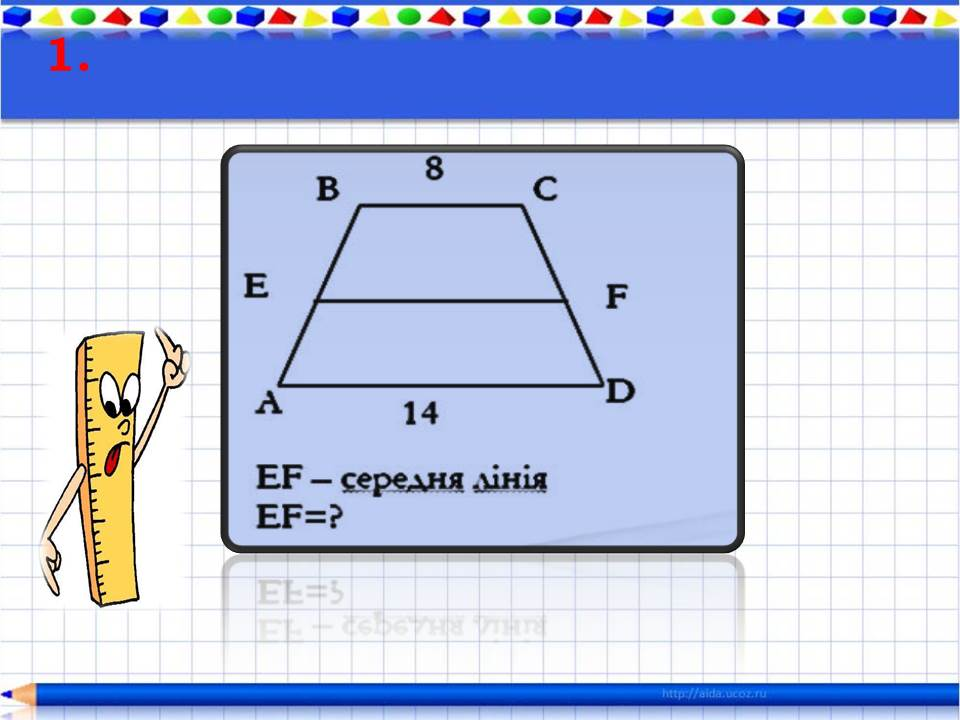 1.
8
B C
E F
A D
14
EF – середня лінія
EF=?
http://aida.ucoz.ru